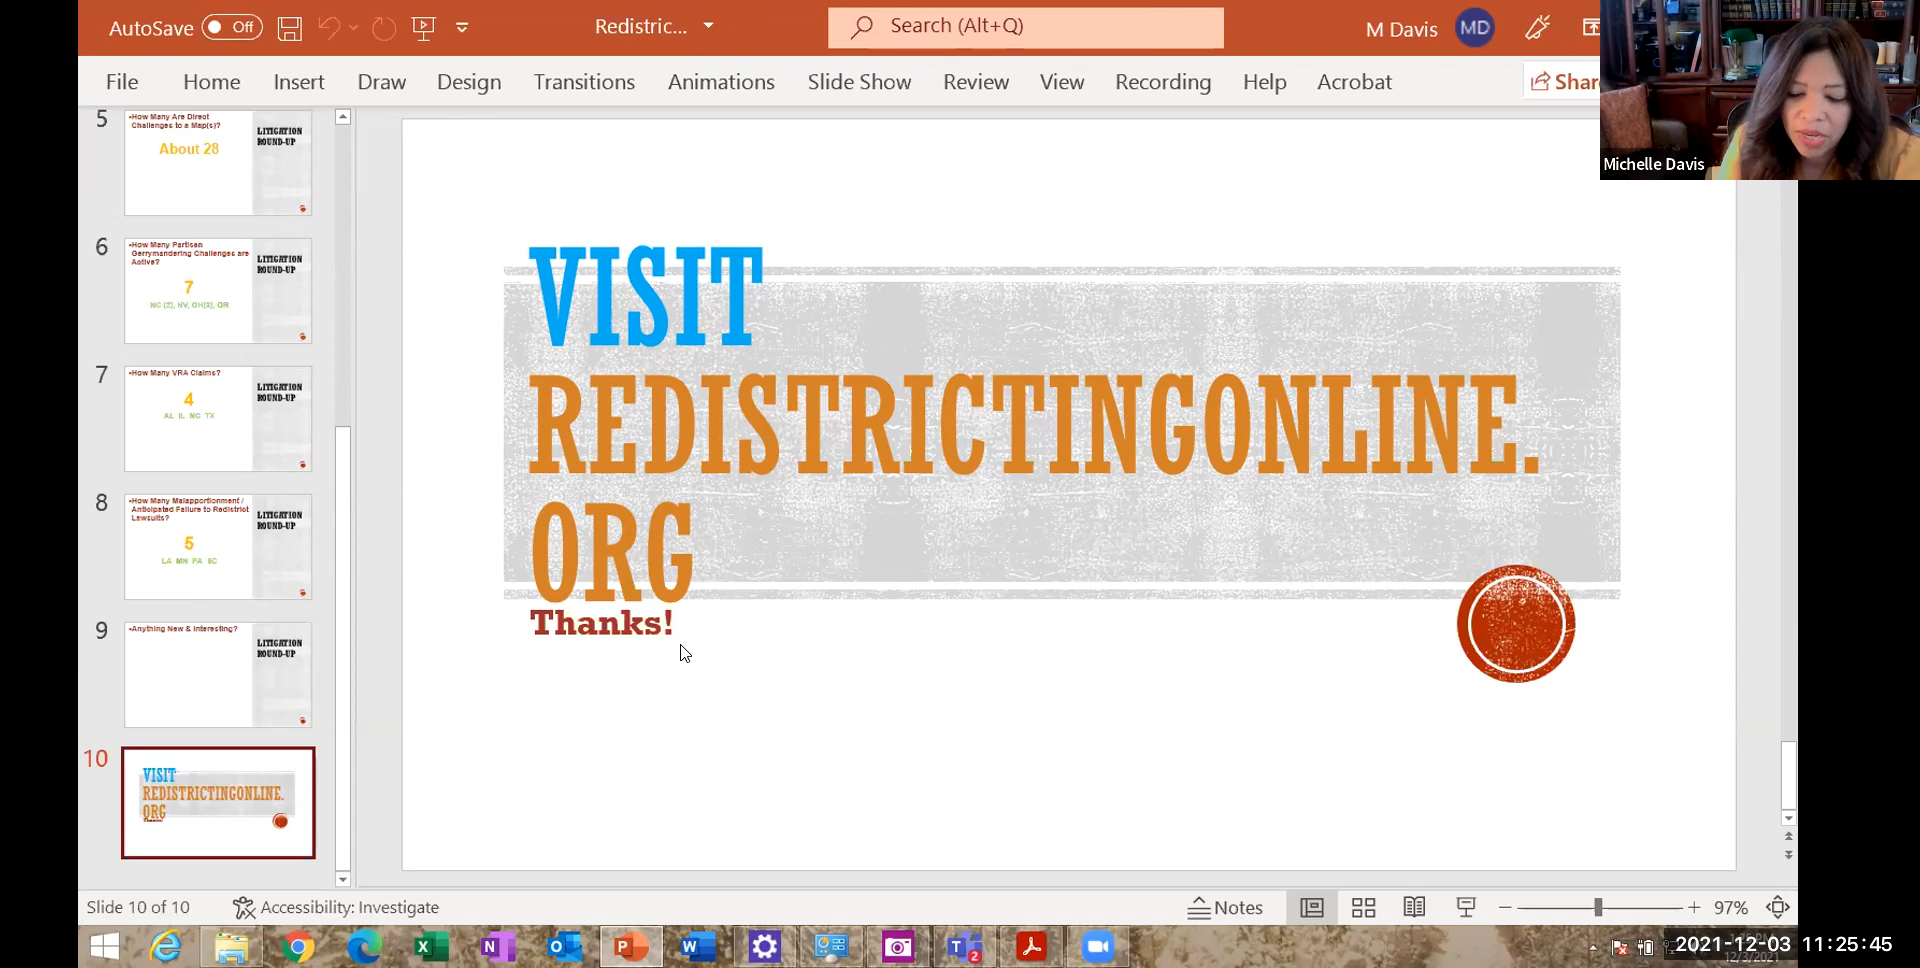 AutoSave Off Redistric... Search (Alt+Q) M Davis MD
File Home Insert Draw Design Transitions Animations Slide Show Review View Recording Help Acrobat Shar
Michelle Davis
5
•How Many Are Direct
Challenges to a Map(s)?
About 28
LITIGATION
ROUND-UP
6
•How Many Partisan
Gerrymandering Challenges are
Active?
7
NC (2), NV, OH(3), OR
LITIGATION
ROUND-UP
7
•How Many VRA Claims?
4
AL IL NC TX
LITIGATION
ROUND-UP
8
•How Many Malapportionment /
Anticipated Failure to Redistrict
Lawsuits?
5
LA MN PA SC
LITIGATION
ROUND-UP
9
•Anything New & Interesting?
LITIGATION
ROUND-UP
10
VISIT
REDISTRICTINGONLINE.
ORG
Thanks!
VISIT
REDISTRICTINGONLINE.
ORG
Thanks!
Slide 10 of 10 Accessibility: Investigate Notes 97%
2021-12-03 11:25:45
12/3/2021